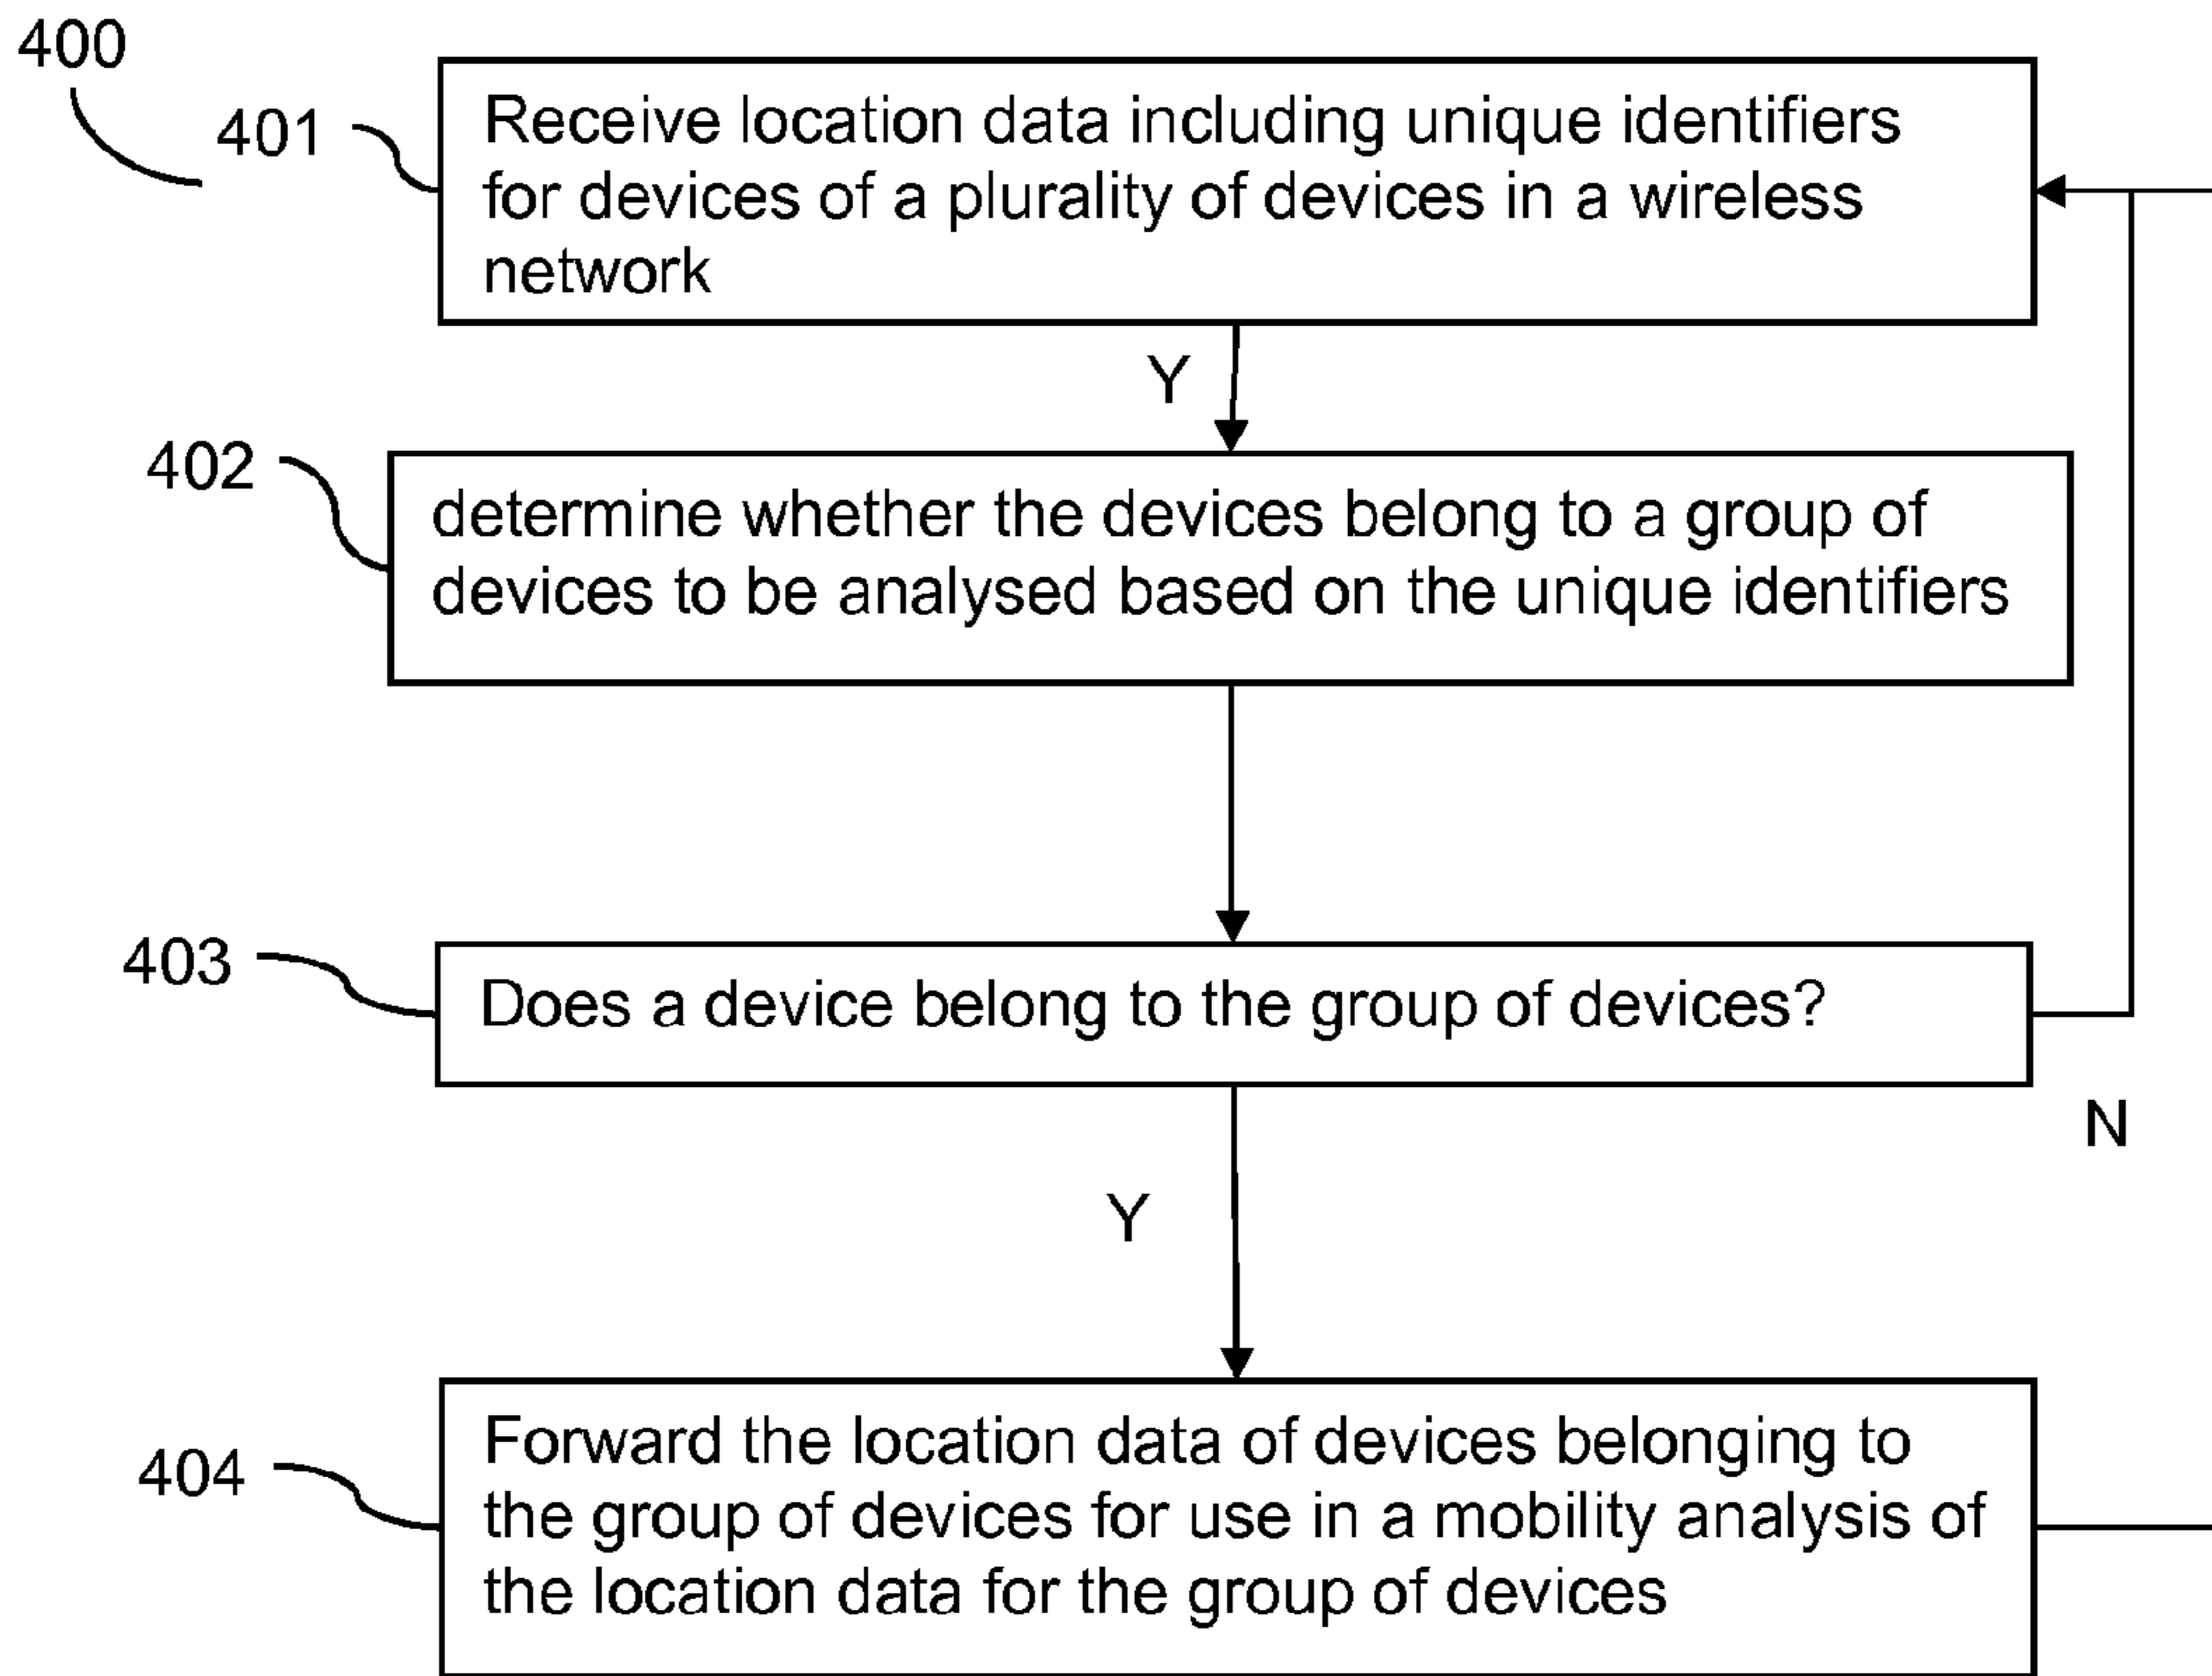 400
401
Receive location data including unique identifiers
for devices of a plurality of devices in a wireless
network
Y
402
determine whether the devices belong to a group of
devices to be analysed based on the unique identifiers
403
Does a device belong to the group of devices?
N
Y
404
Forward the location data of devices belonging to
the group of devices for use in a mobility analysis of
the location data for the group of devices